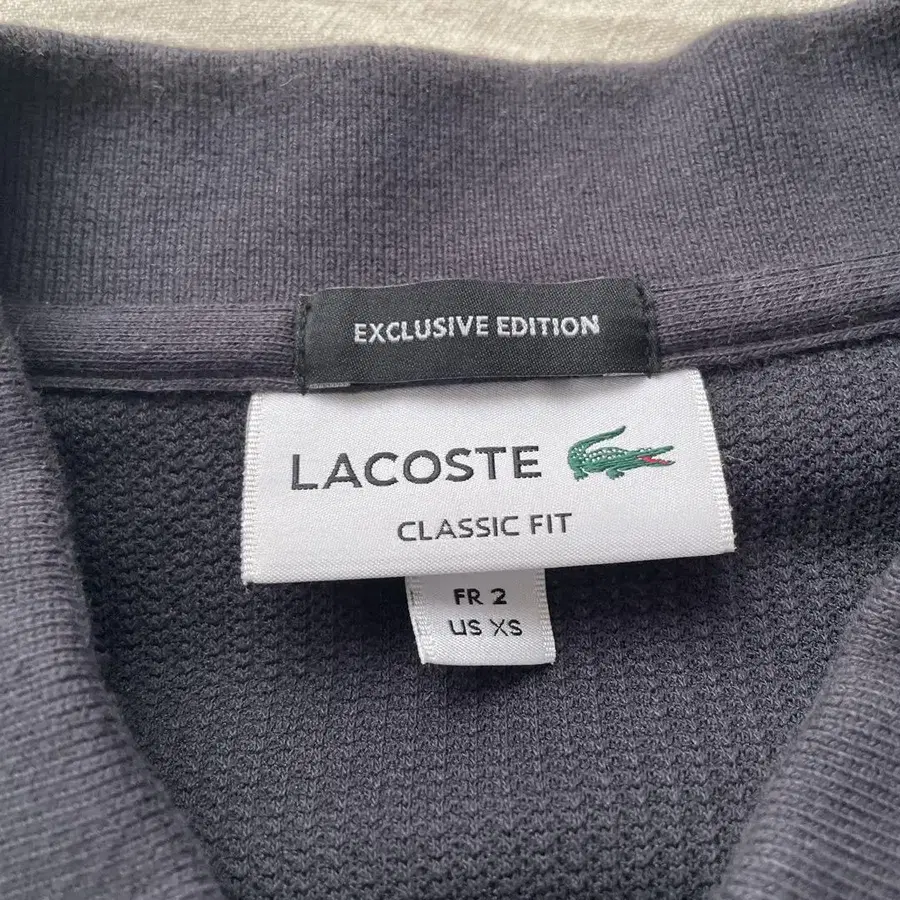 EXCLUSIVE EDITION
LACOSTE
CLASSIC FIT
FR 2
US XS